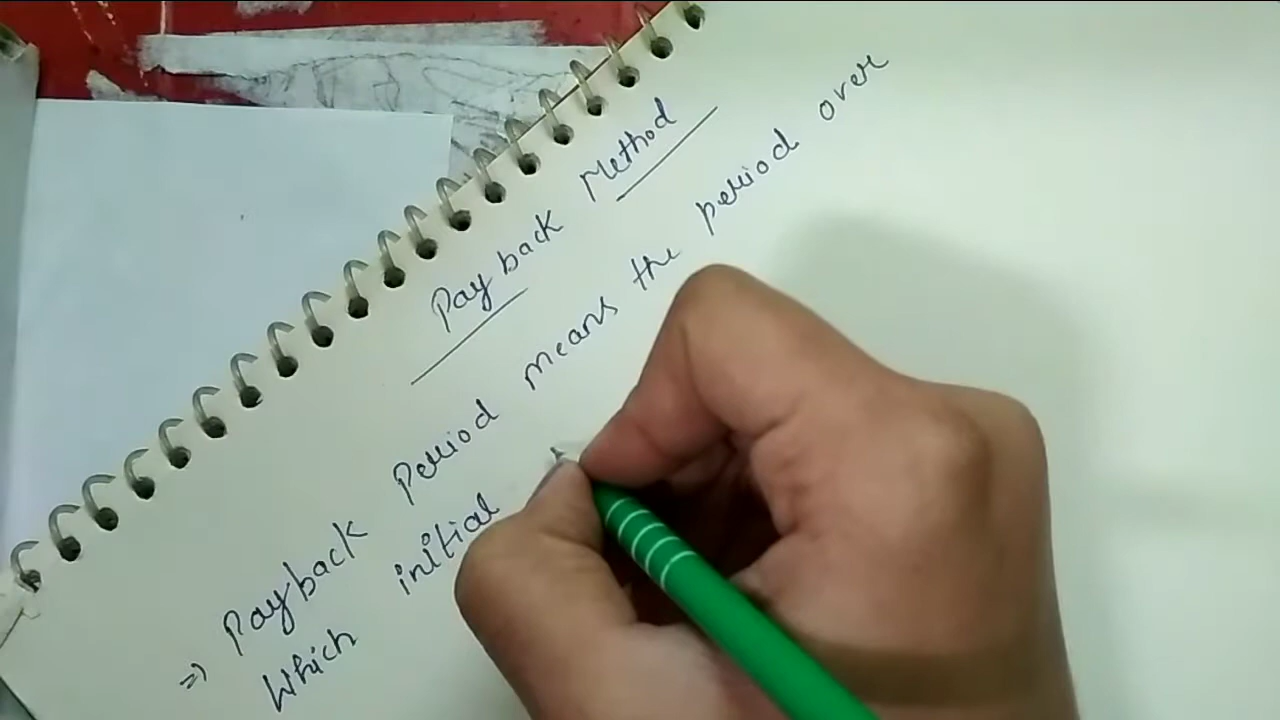 Payback Method
=> Payback Period means the period over
Which initial